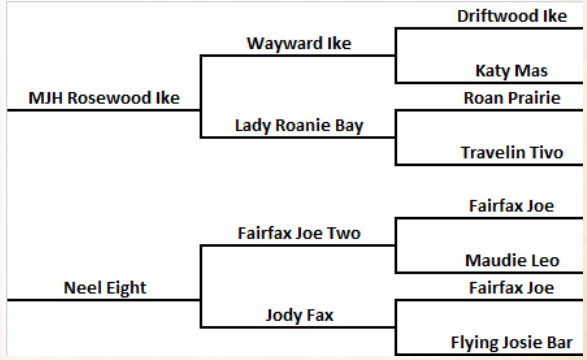 Driftwood Ike
Wayward Ike
Katy Mas
MJH Rosewood Ike
Roan Prairie
Lady Roanie Bay
Travelin Tivo
Fairfax Joe
Fairfax Joe Two
Maudie Leo
Neel Eight
Fairfax Joe
Jody Fax
Flying Josie Bar